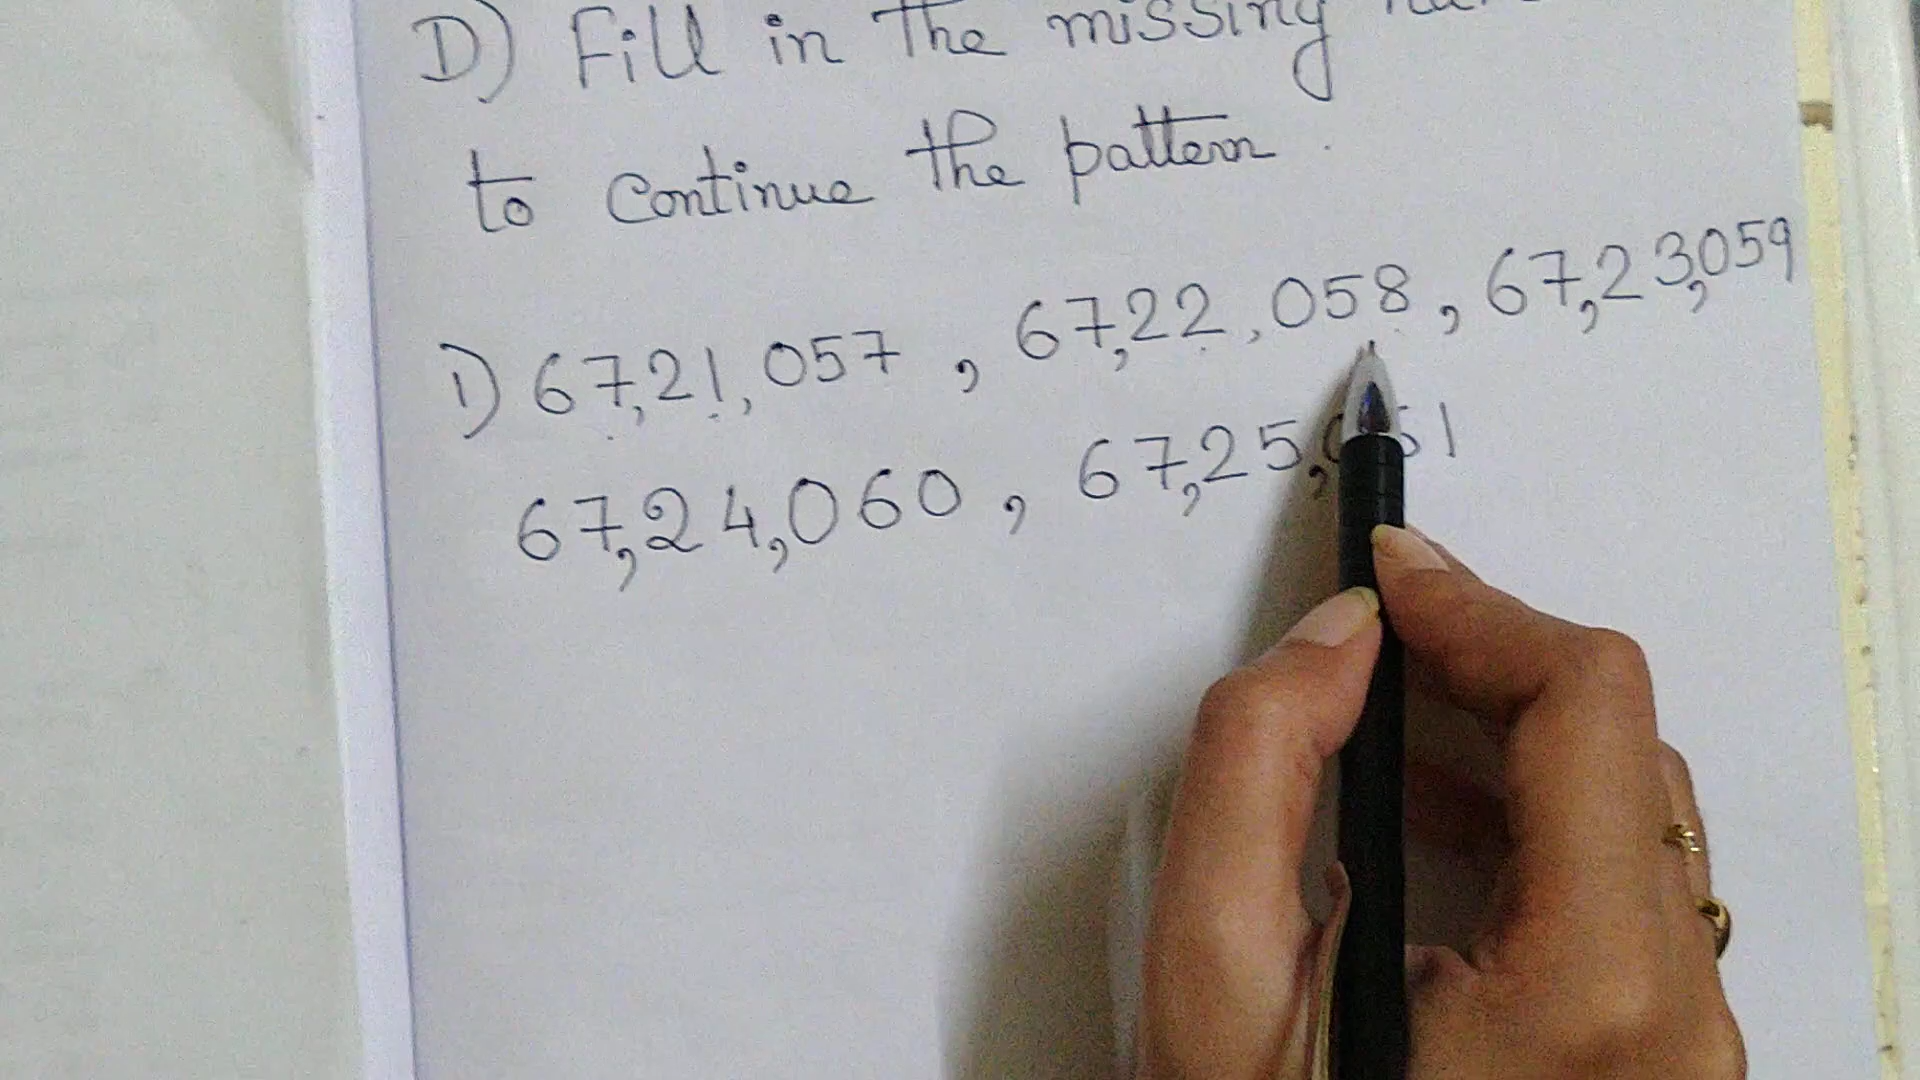 D) Fill in the missing
to continue the pattern.
1) 67,21,057 , 67,22,058 , 67,23,059
67,24,060 , 67,25,061